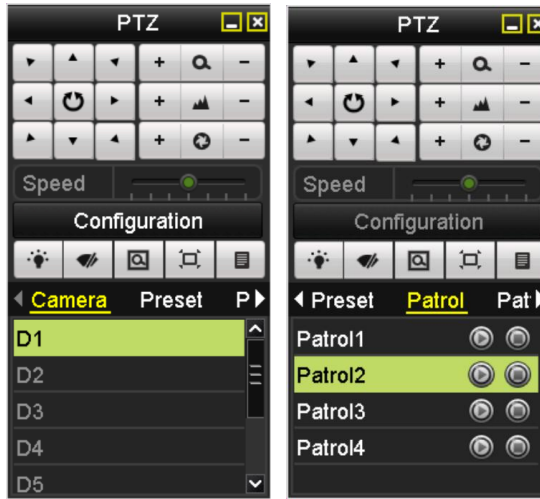 PTZ
+ -
+ -
+ -
Speed
Configuration
Camera Preset P
D1
D2
D3
D4
D5
PTZ
+ -
+ -
+ -
Speed
Configuration
Preset Patrol Pat
Patrol1
Patrol2
Patrol3
Patrol4